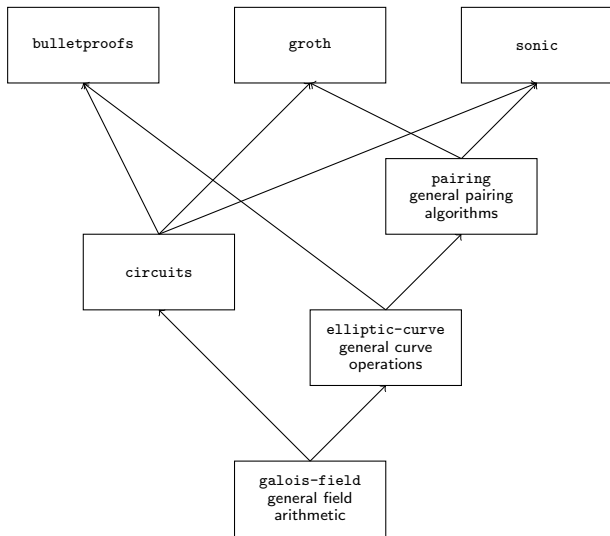 bulletproofs
groth
sonic
pairing
general pairing
algorithms
circuits
elliptic-curve
general curve
operations
galois-field
general field
arithmetic